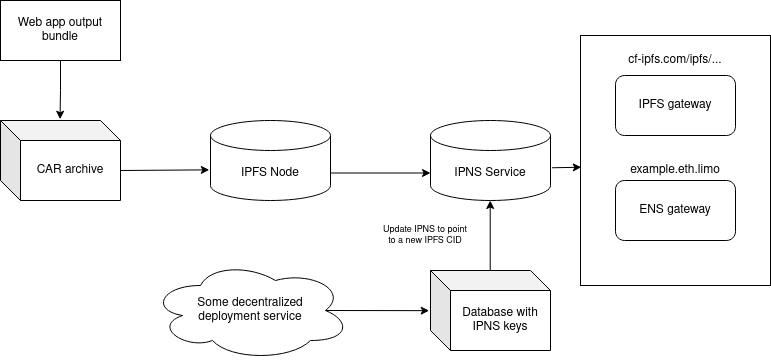 Web app output
bundle
CAR archive
IPFS Node
IPNS Service
cf-ipfs.com/ipfs/...
IPFS gateway
example.eth.limo
ENS gateway
Update IPNS to point
to a new IPFS CID
Some decentralized
deployment service
Database with
IPNS keys